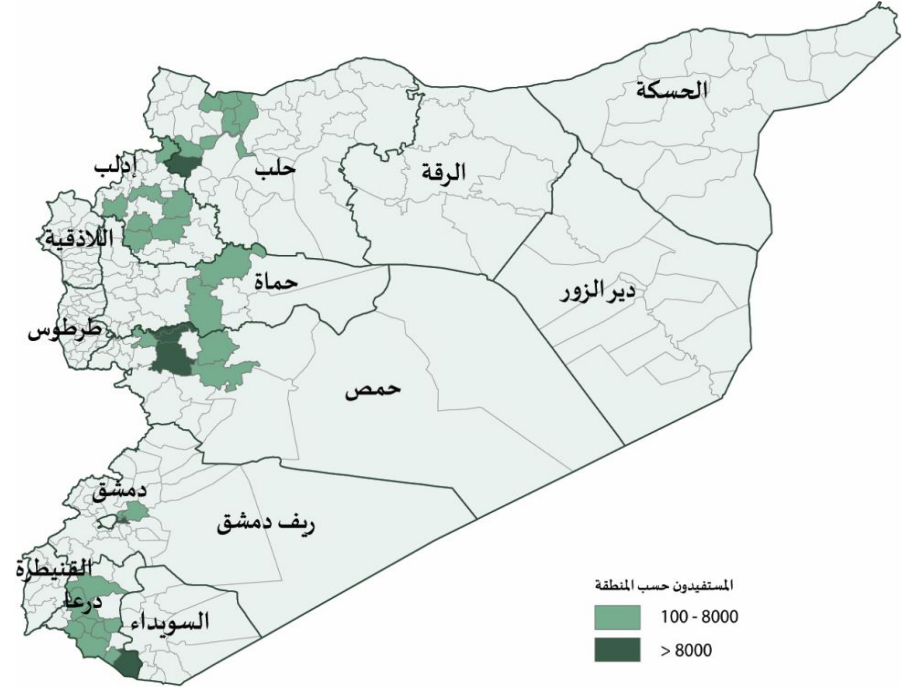 الحسكة
حلب
الرقة
إدلب
اللاذقية
حماة
دير الزور
طرطوس
حمص
دمشق
ريف دمشق
القنيطرة
درعا
السويداء
المستفيدون حسب المنطقة
100 - 8000
> 8000